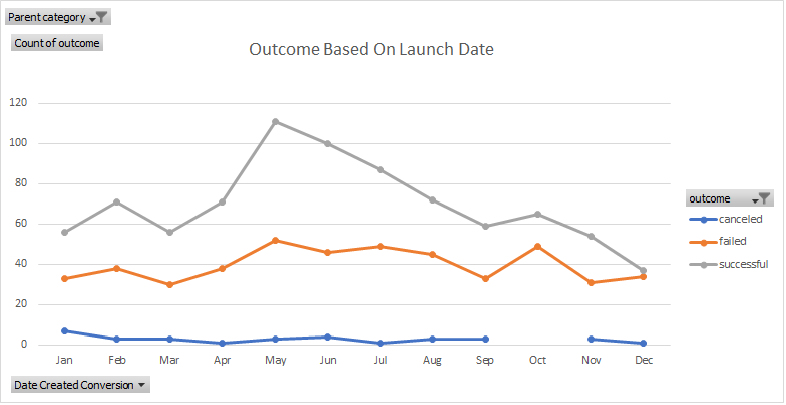 Parent category
Count of outcome
Outcome Based On Launch Date
120
100
80
60
40
20
0
Jan Feb Mar Apr May Jun Jul Aug Sep Oct Nov Dec
outcome
canceled
failed
successful
Date Created Conversion